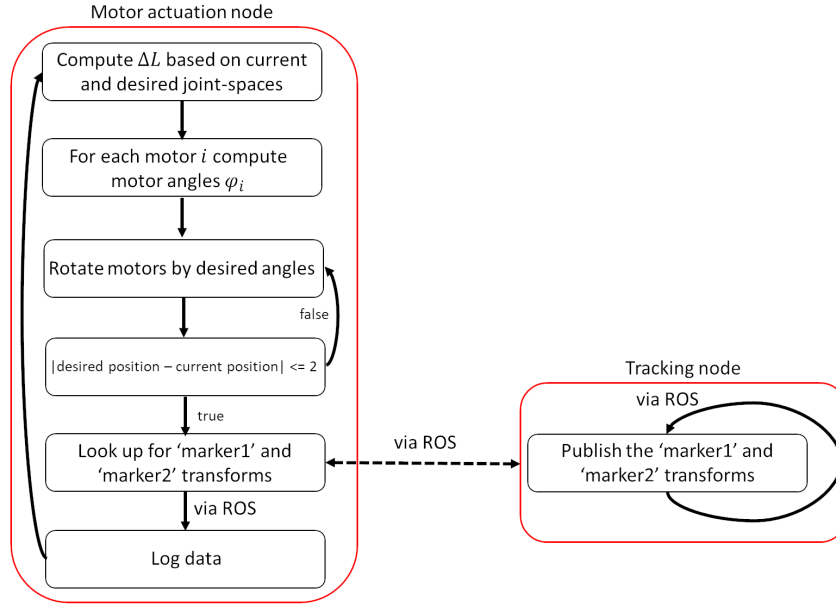 Motor actuation node
Compute ΔL based on current
and desired joint-spaces
For each motor i compute
motor angles φᵢ
Rotate motors by desired angles
false
|desired position – current position| <= 2
true
Look up for ‘marker1’ and
‘marker2’ transforms
via ROS
Log data
via ROS
Tracking node
via ROS
Publish the ‘marker1’ and
‘marker2’ transforms